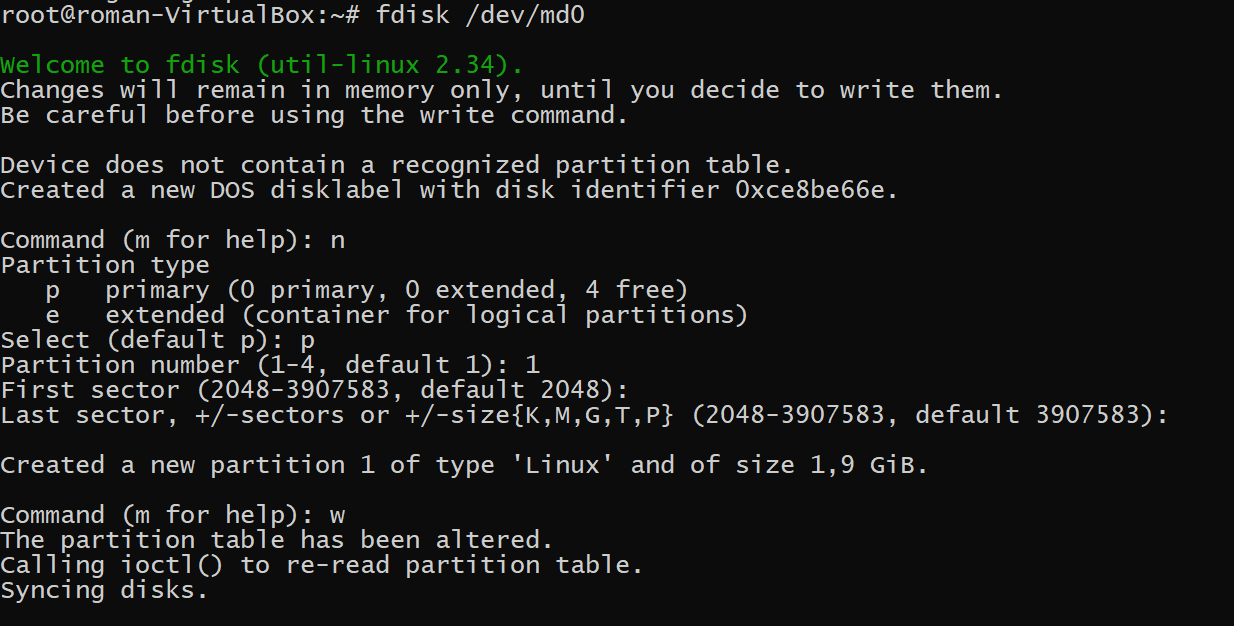 root@roman-VirtualBox:~# fdisk /dev/md0
Welcome to fdisk (util-linux 2.34).
Changes will remain in memory only, until you decide to write them.
Be careful before using the write command.
Device does not contain a recognized partition table.
Created a new DOS disklabel with disk identifier 0xce8be66e.
Command (m for help): n
Partition type
   p   primary (0 primary, 0 extended, 4 free)
   e   extended (container for logical partitions)
Select (default p): p
Partition number (1-4, default 1): 1
First sector (2048-3907583, default 2048):
Last sector, +/-sectors or +/-size{K,M,G,T,P} (2048-3907583, default 3907583):
Created a new partition 1 of type 'Linux' and of size 1,9 GiB.
Command (m for help): w
The partition table has been altered.
Calling ioctl() to re-read partition table.
Syncing disks.